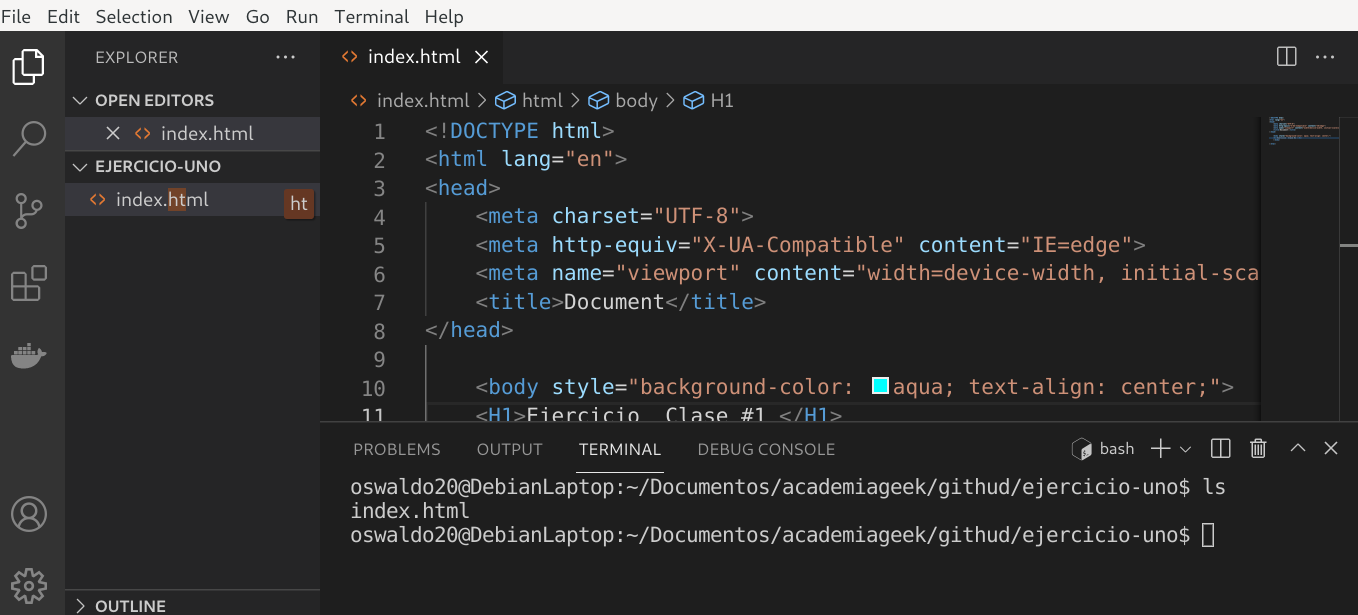 File Edit Selection View Go Run Terminal Help
EXPLORER ···
OPEN EDITORS
index.html
EJERCICIO-UNO
index.html ht
OUTLINE
index.html
index.html > html > body > H1
1 <!DOCTYPE html>
2 <html lang="en">
3 <head>
4 <meta charset="UTF-8">
5 <meta http-equiv="X-UA-Compatible" content="IE=edge">
6 <meta name="viewport" content="width=device-width, initial-sca
7 <title>Document</title>
8 </head>
9
10 <body style="background-color: aqua; text-align: center;">
11 <H1>Ejercicio  Clase #1 </H1>
PROBLEMS OUTPUT TERMINAL DEBUG CONSOLE bash
oswaldo20@DebianLaptop:~/Documentos/academiageek/githud/ejercicio-uno$ ls
index.html
oswaldo20@DebianLaptop:~/Documentos/academiageek/githud/ejercicio-uno$